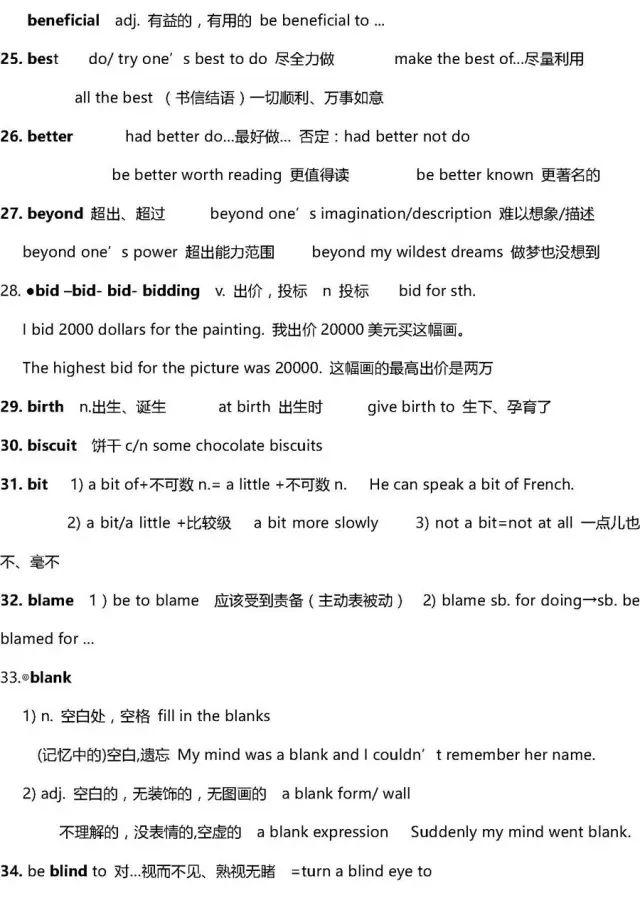 beneficial adj. 有益的，有用的 be beneficial to ...
25. best do/ try one's best to do 尽全力做 make the best of...尽量利用
all the best （书信结语）一切顺利、万事如意
26. better had better do...最好做... 否定：had better not do
be better worth reading 更值得读 be better known 更著名的
27. beyond 超出、超过 beyond one's imagination/description 难以想象/描述
beyond one's power 超出能力范围 beyond my wildest dreams 做梦也没想到
28. ●bid –bid- bid- bidding v. 出价，投标 n 投标 bid for sth.
I bid 2000 dollars for the painting. 我出价 20000 美元买这幅画。
The highest bid for the picture was 20000. 这幅画的最高出价是两万
29. birth n.出生、诞生 at birth 出生时 give birth to 生下、孕育了
30. biscuit 饼干 c/n some chocolate biscuits
31. bit 1) a bit of+不可数 n.= a little +不可数 n. He can speak a bit of French.
2) a bit/a little +比较级 a bit more slowly 3) not a bit=not at all 一点儿也
不、毫不
32. blame 1）be to blame 应该受到责备（主动表被动） 2) blame sb. for doing→sb. be
blamed for ...
33.◎blank
1) n. 空白处，空格 fill in the blanks
(记忆中的)空白,遗忘 My mind was a blank and I couldn't remember her name.
2) adj. 空白的，无装饰的，无图画的 a blank form/ wall
不理解的，没表情的,空虚的 a blank expression Suddenly my mind went blank.
34. be blind to 对...视而不见、熟视无睹 =turn a blind eye to